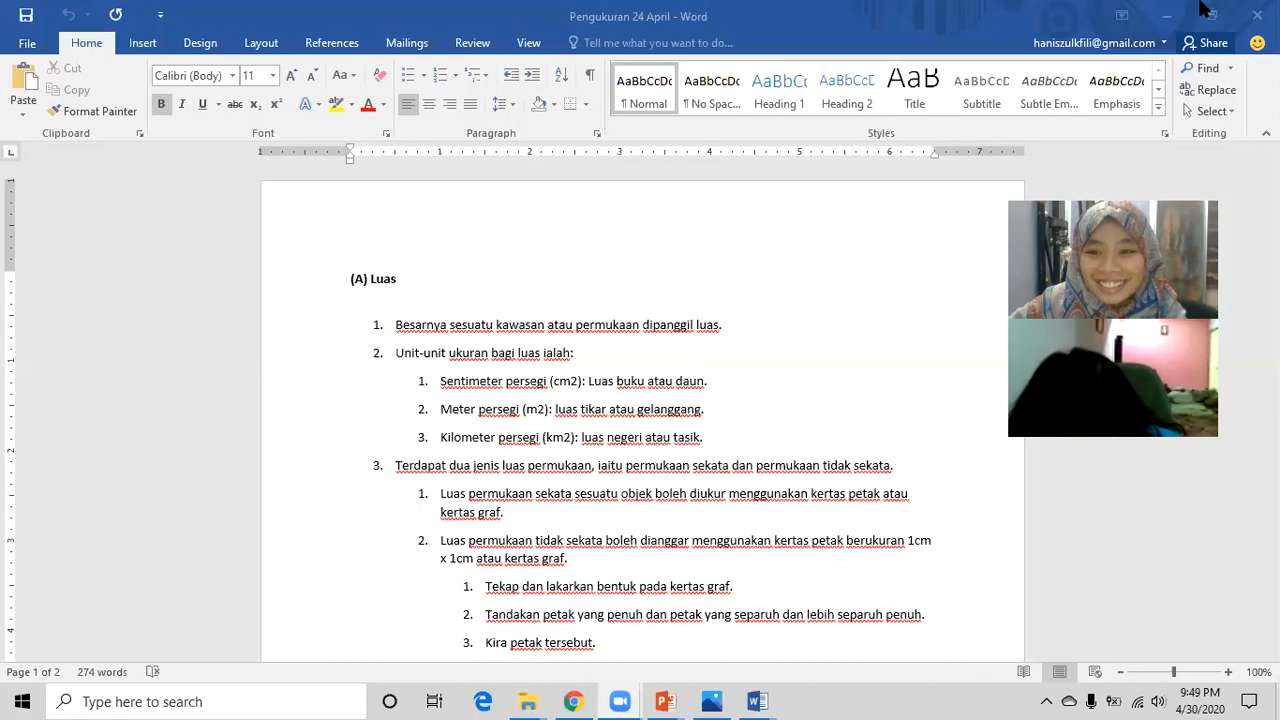 Pengukuran 24 April - Word
File Home Insert Design Layout References Mailings Review View Tell me what you want to do... haniszulkfili@gmail.com Share
Paste Cut Copy Format Painter
Calibri (Body) 11
AaBbCcDc AaBbCcDc AaBbCc AaBbCcD AaB AaBbCcD AaBbCcDc AaBbCcDc
¶ Normal ¶ No Spac... Heading 1 Heading 2 Title Subtitle Subtle Em... Emphasis
Find Replace Select
Clipboard Font Paragraph Styles Editing
1 1 2 3 4 5 6 7
(A) Luas
1. Besarnya sesuatu kawasan atau permukaan dipanggil luas.
2. Unit-unit ukuran bagi luas ialah:
1. Sentimeter persegi (cm2): Luas buku atau daun.
2. Meter persegi (m2): luas tikar atau gelanggang.
3. Kilometer persegi (km2): luas negeri atau tasik.
3. Terdapat dua jenis luas permukaan, iaitu permukaan sekata dan permukaan tidak sekata.
1. Luas permukaan sekata sesuatu objek boleh diukur menggunakan kertas petak atau
kertas graf.
2. Luas permukaan tidak sekata boleh dianggar menggunakan kertas petak berukuran 1cm
x 1cm atau kertas graf.
1. Tekap dan lakarkan bentuk pada kertas graf.
2. Tandakan petak yang penuh dan petak yang separuh dan lebih separuh penuh.
3. Kira petak tersebut.
Page 1 of 2 274 words 100%
Type here to search
9:49 PM
4/30/2020